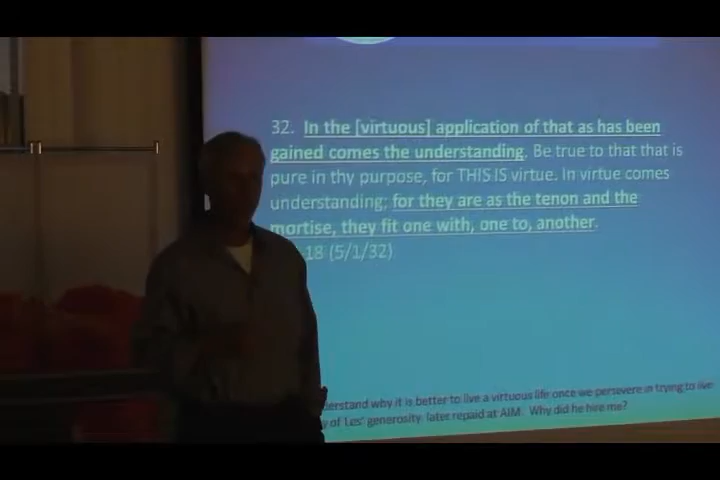 32. In the [virtuous] application of that as has been
gained comes the understanding. Be true to that that is
pure in thy purpose, for THIS IS virtue. In virtue comes
understanding; for they are as the tenon and the
mortise, they fit one with, one to, another.
18 (5/1/32)
why it is better to live a virtuous life once we persevere in trying to live
of Les' generosity later repaid at AIM. Why did he hire me?